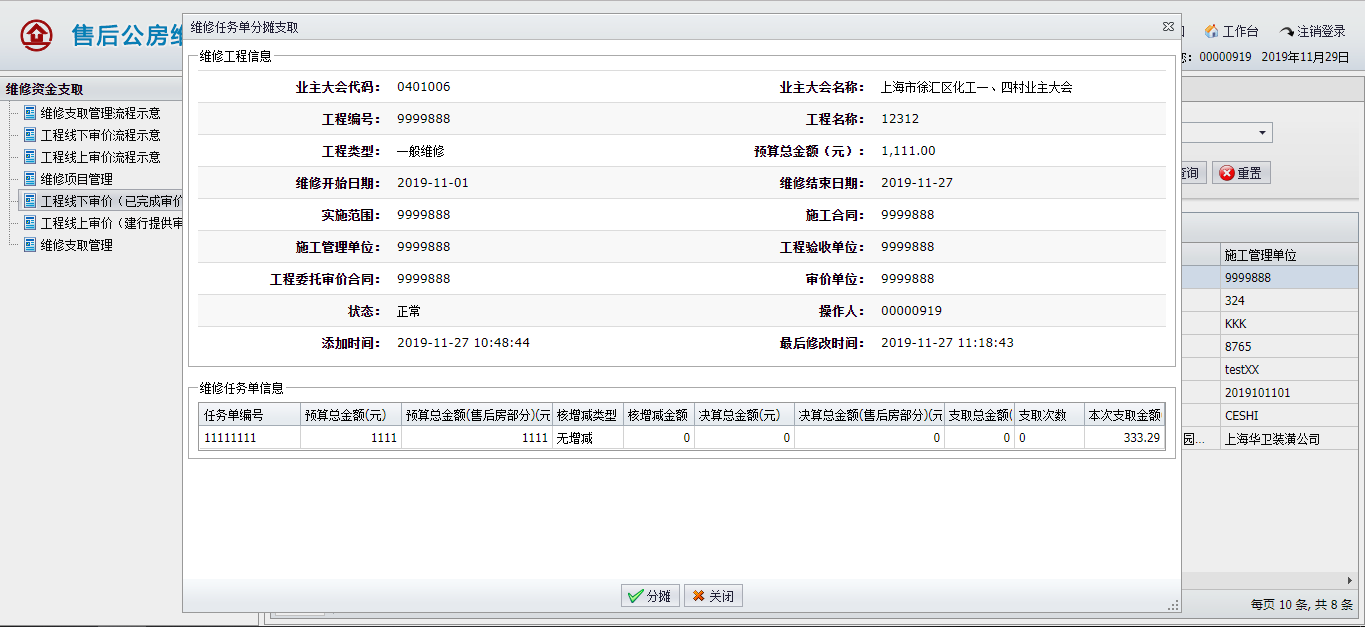 售后公房维
工作台
注销登录
: 00000919 2019年11月29日
维修资金支取
维修支取管理流程示意
工程线下审价流程示意
工程线上审价流程示意
维修项目管理
工程线下审价（已完成审价
工程线上审价（建行提供审
维修支取管理
维修任务单分摊支取
维修工程信息
业主大会代码： 0401006 业主大会名称： 上海市徐汇区化工一、四村业主大会
工程编号： 9999888 工程名称： 12312
工程类型： 一般维修 预算总金额（元）： 1,111.00
维修开始日期： 2019-11-01 维修结束日期： 2019-11-27
实施范围： 9999888 施工合同： 9999888
施工管理单位： 9999888 工程验收单位： 9999888
工程委托审价合同： 9999888 审价单位： 9999888
状态： 正常 操作人： 00000919
添加时间： 2019-11-27 10:48:44 最后修改时间： 2019-11-27 11:18:43
维修任务单信息
任务单编号 预算总金额(元) 预算总金额(售后房部分)(元 核增减类型 核增减金额 决算总金额(元) 决算总金额(售后房部分)(元 支取总金额( 支取次数 本次支取金额
11111111 1111 1111 无增减 0 0 0 0 0 333.29
分摊 关闭
查询 重置
施工管理单位
9999888
324
KKK
8765
testXX
2019101101
CESHI
园... 上海华卫装潢公司
每页 10 条, 共 8 条